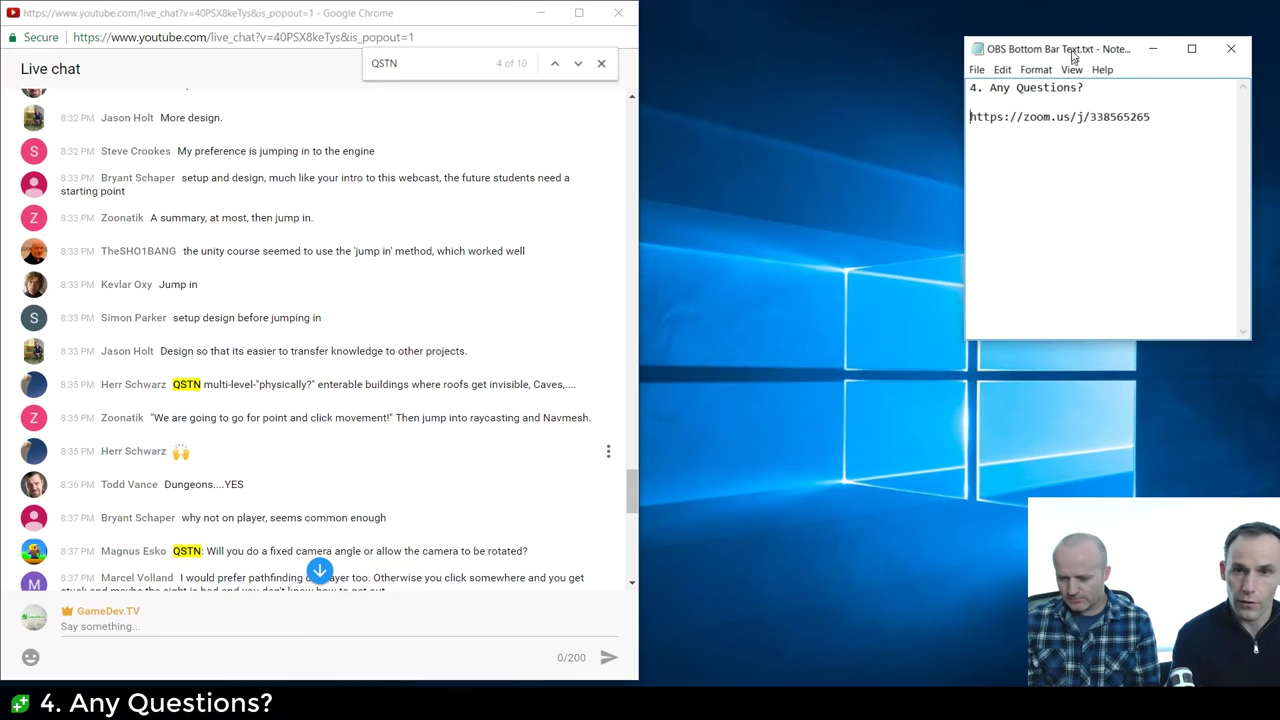 https://www.youtube.com/live_chat?v=40PSX8keTys&is_popout=1 - Google Chrome
Secure https://www.youtube.com/live_chat?v=40PSX8keTys&is_popout=1
QSTN 4 of 10
Live chat
8:32 PM Jason Holt More design.
8:32 PM Steve Crookes My preference is jumping in to the engine
8:33 PM Bryant Schaper setup and design, much like your intro to this webcast, the future students need a
starting point
8:33 PM Zoonatik A summary, at most, then jump in.
8:33 PM TheSHO1BANG the unity course seemed to use the 'jump in' method, which worked well
8:33 PM Kevlar Oxy Jump in
8:33 PM Simon Parker setup design before jumping in
8:33 PM Jason Holt Design so that its easier to transfer knowledge to other projects.
8:35 PM Herr Schwarz QSTN multi-level-"physically?" enterable buildings where roofs get invisible, Caves,....
8:35 PM Zoonatik "We are going to go for point and click movement!" Then jump into raycasting and Navmesh.
8:35 PM Herr Schwarz 🙌
8:36 PM Todd Vance Dungeons....YES
8:37 PM Bryant Schaper why not on player, seems common enough
8:37 PM Magnus Esko QSTN: Will you do a fixed camera angle or allow the camera to be rotated?
8:37 PM Marcel Volland I would prefer pathfinding ayer too. Otherwise you click somewhere and you get
GameDev.TV
Say something...
0/200
OBS Bottom Bar Text.txt - Note...
File Edit Format View Help
4. Any Questions?
https://zoom.us/j/338565265
4. Any Questions?